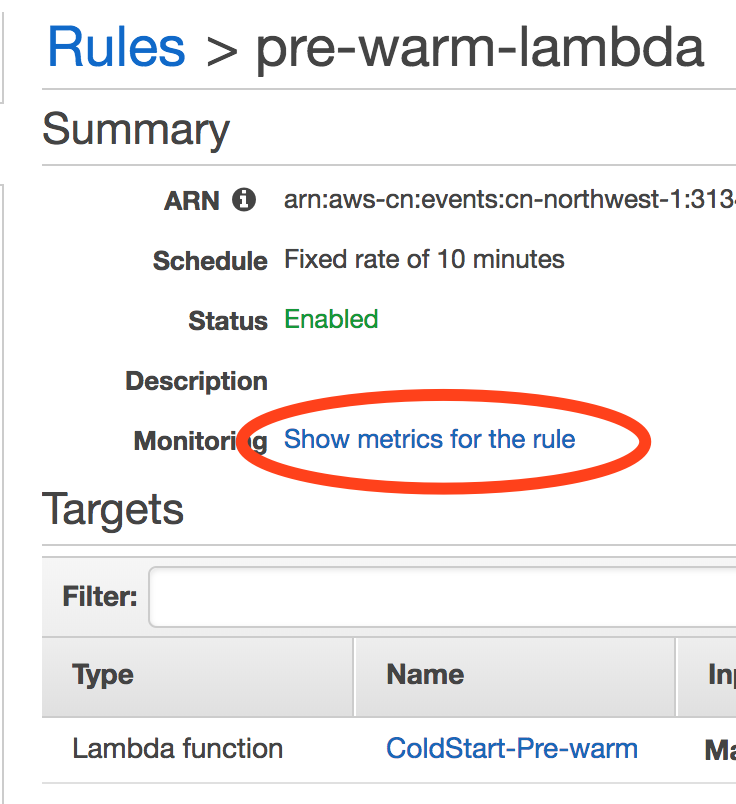 Rules > pre-warm-lambda
Summary
ARN arn:aws-cn:events:cn-northwest-1:313
Schedule Fixed rate of 10 minutes
Status Enabled
Description
Monitoring Show metrics for the rule
Targets
Filter:
Type Name
Lambda function ColdStart-Pre-warm